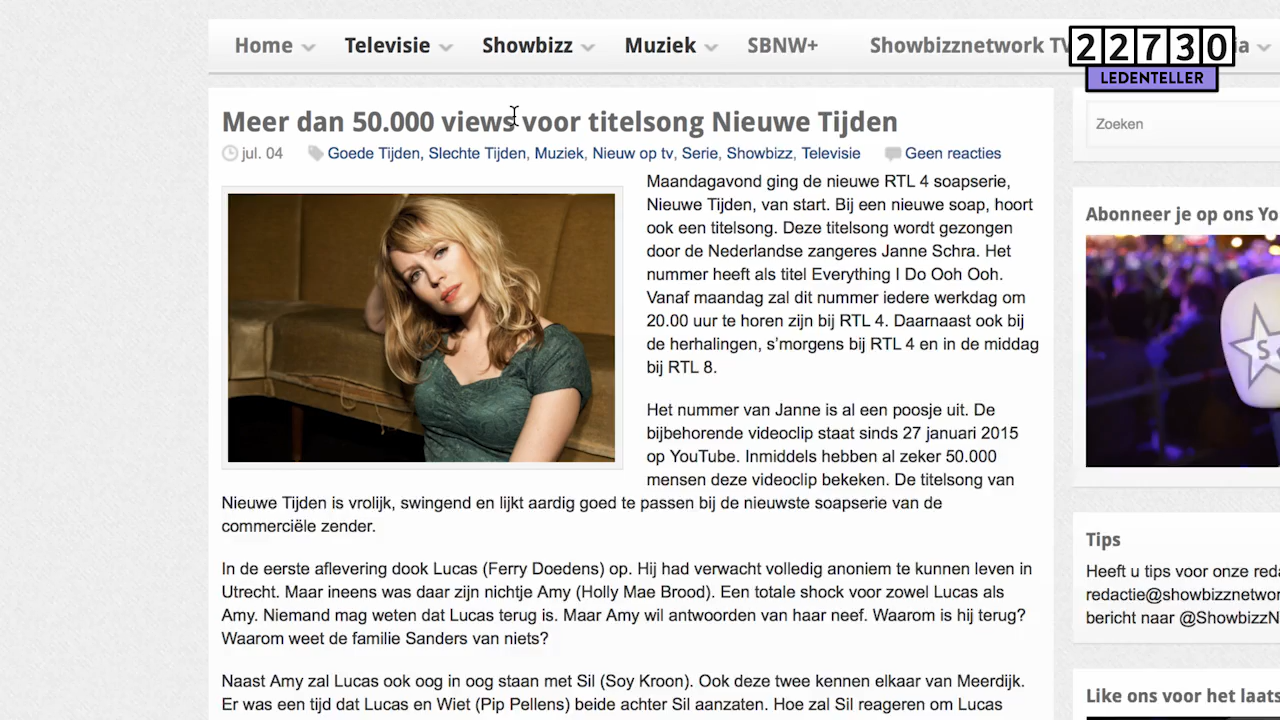 Home Televisie Showbizz Muziek SBNW+ Showbizznetwork TV ia
22730
LEDENTELLER
Meer dan 50.000 views voor titelsong Nieuwe Tijden
jul. 04 Goede Tijden, Slechte Tijden, Muziek, Nieuw op tv, Serie, Showbizz, Televisie Geen reacties
Maandagavond ging de nieuwe RTL 4 soapserie,
Nieuwe Tijden, van start. Bij een nieuwe soap, hoort
ook een titelsong. Deze titelsong wordt gezongen
door de Nederlandse zangeres Janne Schra. Het
nummer heeft als titel Everything I Do Ooh Ooh.
Vanaf maandag zal dit nummer iedere werkdag om
20.00 uur te horen zijn bij RTL 4. Daarnaast ook bij
de herhalingen, s’morgens bij RTL 4 en in de middag
bij RTL 8.
Het nummer van Janne is al een poosje uit. De
bijbehorende videoclip staat sinds 27 januari 2015
op YouTube. Inmiddels hebben al zeker 50.000
mensen deze videoclip bekeken. De titelsong van
Nieuwe Tijden is vrolijk, swingend en lijkt aardig goed te passen bij de nieuwste soapserie van de
commerciële zender.
In de eerste aflevering dook Lucas (Ferry Doedens) op. Hij had verwacht volledig anoniem te kunnen leven in
Utrecht. Maar ineens was daar zijn nichtje Amy (Holly Mae Brood). Een totale shock voor zowel Lucas als
Amy. Niemand mag weten dat Lucas terug is. Maar Amy wil antwoorden van haar neef. Waarom is hij terug?
Waarom weet de familie Sanders van niets?
Naast Amy zal Lucas ook oog in oog staan met Sil (Soy Kroon). Ook deze twee kennen elkaar van Meerdijk.
Er was een tijd dat Lucas en Wiet (Pip Pellens) beide achter Sil aanzaten. Hoe zal Sil reageren om Lucas
Zoeken
Abonneer je op ons Yo
S
Tips
Heeft u tips voor onze reda
redactie@showbizznetwor
bericht naar @ShowbizzN
Like ons voor het laats